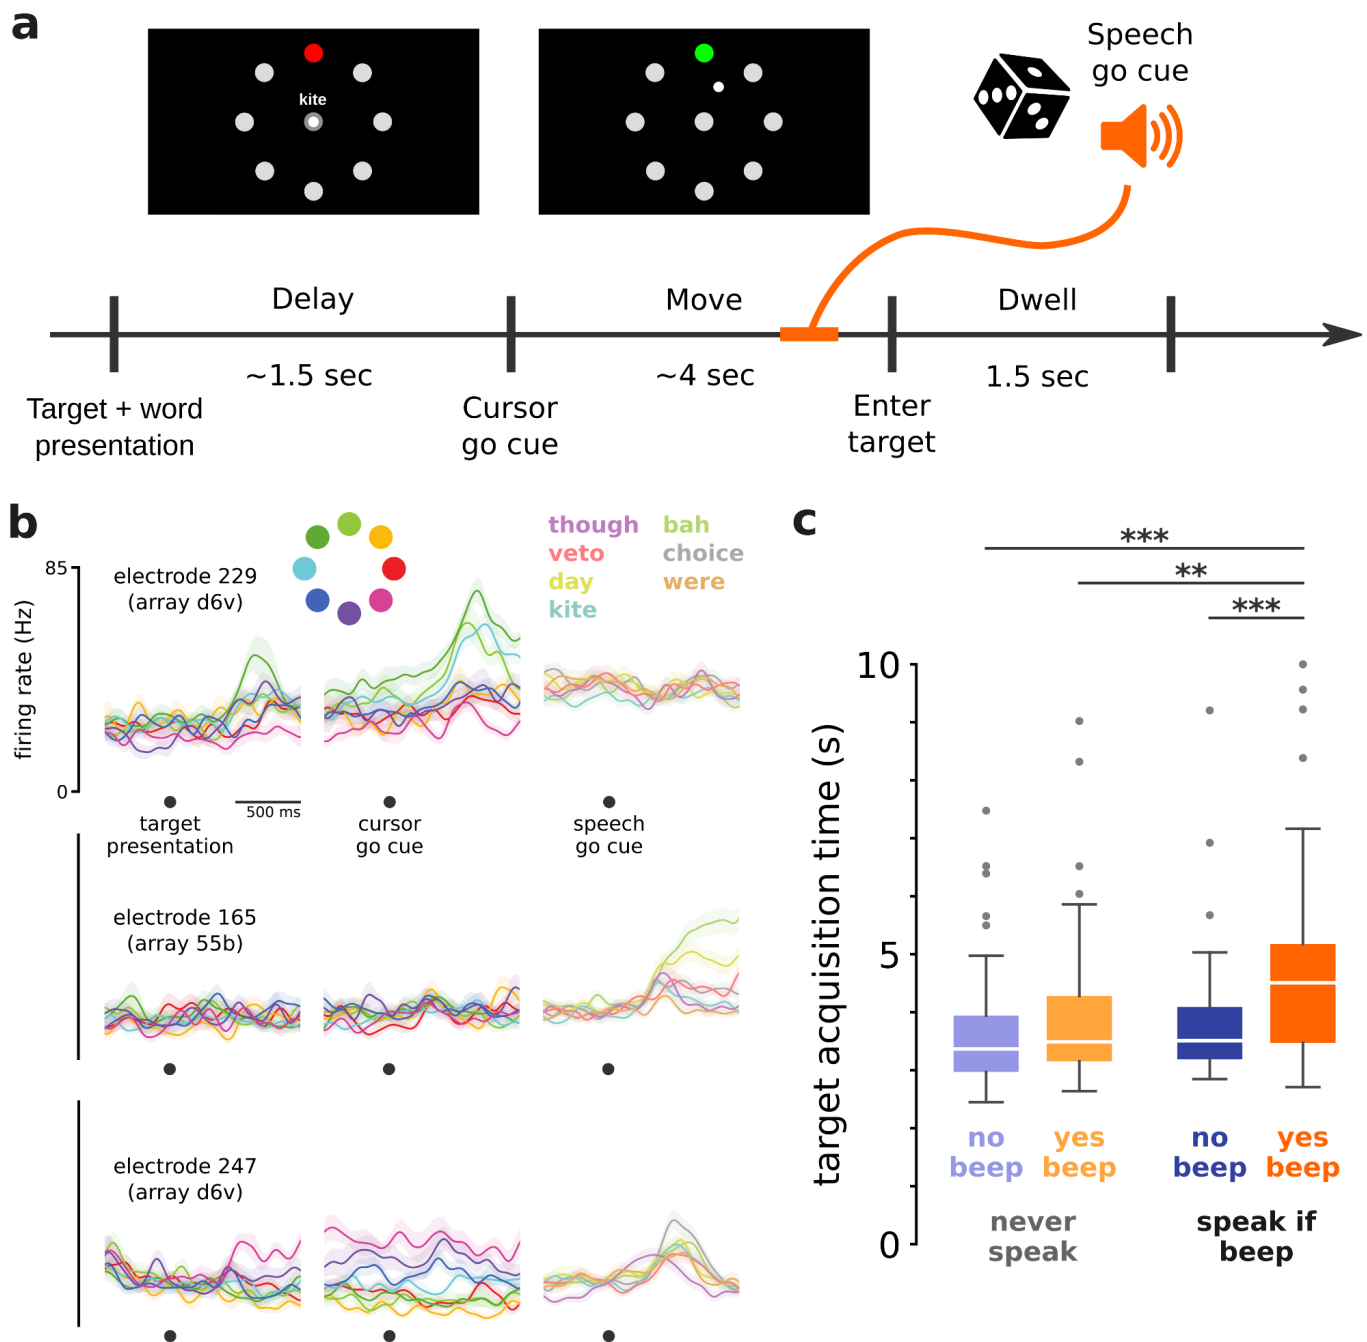 a
kite
Speech
go cue
Delay
Move
Dwell
~1.5 sec
~4 sec
1.5 sec
Target + word
presentation
Cursor
go cue
Enter
target
b
though
veto
day
kite
bah
choice
were
85
0
firing rate (Hz)
electrode 229
(array d6v)
500 ms
target
presentation
cursor
go cue
speech
go cue
electrode 165
(array 55b)
electrode 247
(array d6v)
c
***
**
***
10
5
0
target acquisition time (s)
no
beep
yes
beep
no
beep
yes
beep
never
speak
speak if
beep